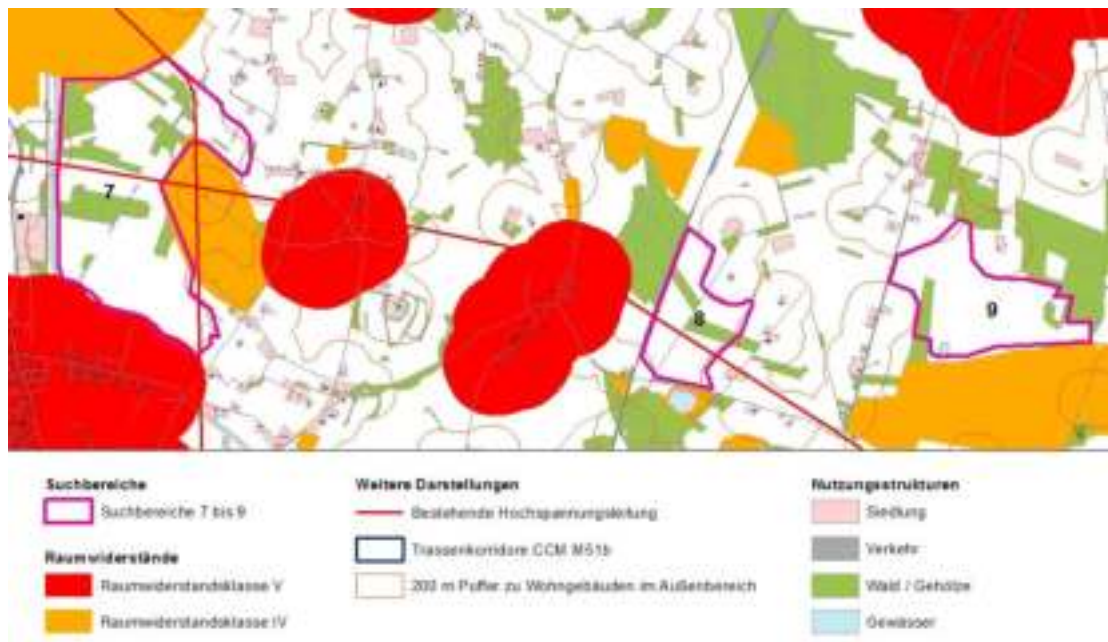 7
8
9
Suchbereiche
Suchbereiche 7 bis 9
Raumwiderstände
Raumwiderstandsklasse V
Raumwiderstandsklasse IV
Weitere Darstellungen
Bestehende Hochspannungsleitung
Trassenkorridore CCM M51b
200 m Puffer zu Wohngebäuden im Außenbereich
Nutzungsstrukturen
Siedlung
Verkehr
Wald / Gehölze
Gewässer